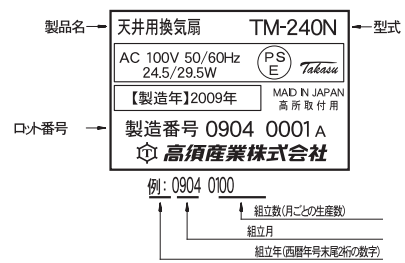 製品名 天井用換気扇 TM-240N 型式
AC 100V 50/60Hz
24.5/29.5W
PS
E
Takasu
【製造年】2009年
MAID IN JAPAN
高所取付用
ロット番号 製造番号 0904 0001A
T 高須産業株式会社
例: 0904 0100
組立数(月ごとの生産数)
組立月
組立年(西暦年号末尾2桁の数字)